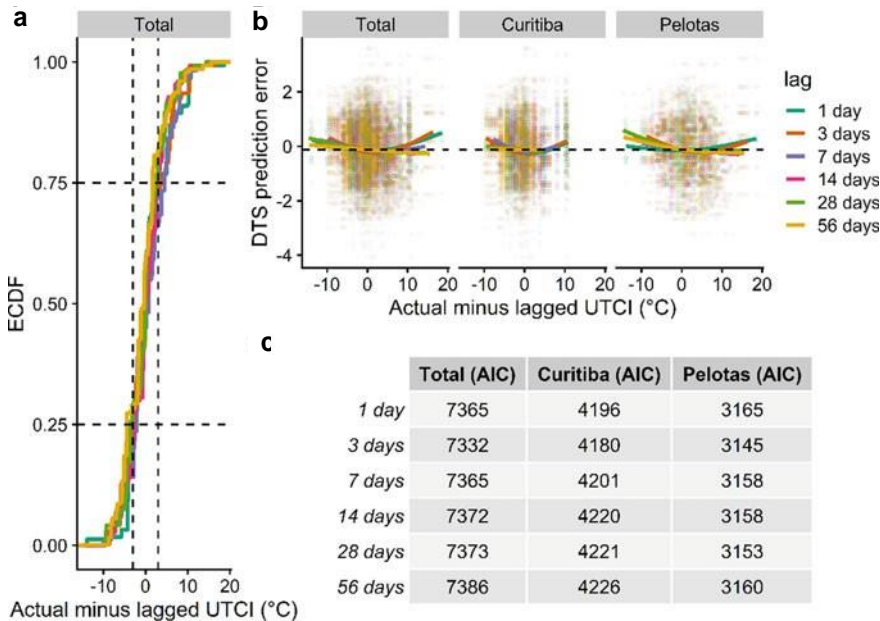 a
Total
1.00
0.75
0.50
0.25
0.00
ECDF
-10 0 10 20
Actual minus lagged UTCI (°C)
b
Total Curitiba Pelotas
2
0
-2
-4
DTS prediction error
-10 0 10 20 -10 0 10 20 -10 0 10 20
Actual minus lagged UTCI (°C)
lag
1 day
3 days
7 days
14 days
28 days
56 days
c
Total (AIC) Curitiba (AIC) Pelotas (AIC)
1 day 7365 4196 3165
3 days 7332 4180 3145
7 days 7365 4201 3158
14 days 7372 4220 3158
28 days 7373 4221 3153
56 days 7386 4226 3160